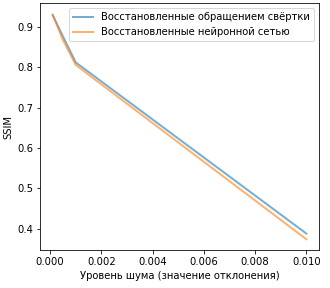 Восстановленные обращением свёртки
Восстановленные нейронной сетью
0.9
0.8
0.7
0.6
0.5
0.4
SSIM
0.000 0.002 0.004 0.006 0.008 0.010
Уровень шума (значение отклонения)